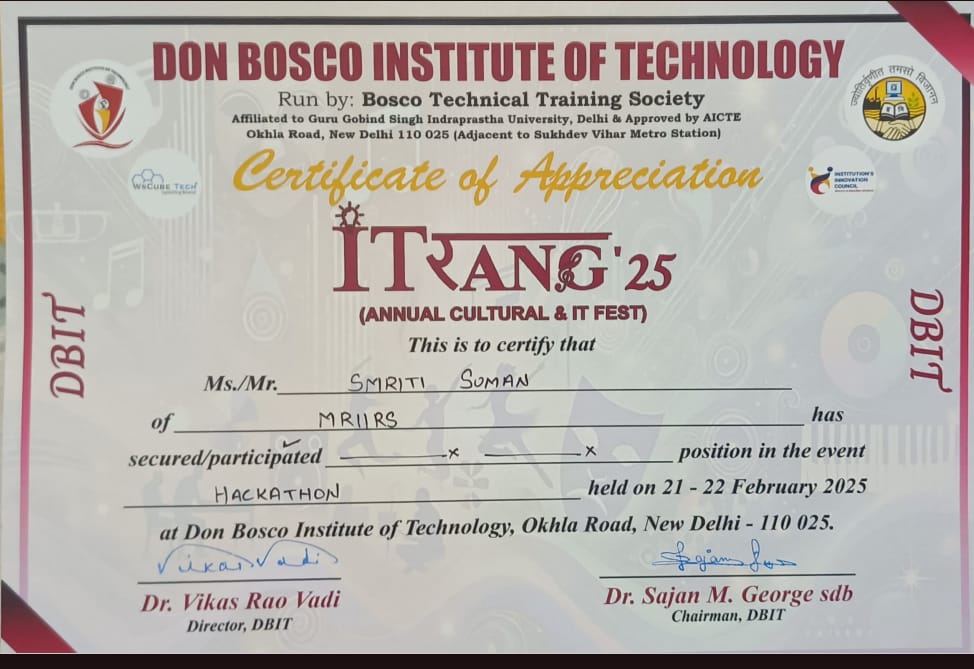 DON BOSCO INSTITUTE OF TECHNOLOGY
Run by: Bosco Technical Training Society
Affiliated to Guru Gobind Singh Indraprastha University, Delhi & Approved by AICTE
Okhla Road, New Delhi 110 025 (Adjacent to Sukhdev Vihar Metro Station)
ज्योतिर्वृणीत तमसो विजानन
WsCUBE TECH
Certificate of Appreciation
INSTITUTION'S
INNOVATION
COUNCIL
ITRANG'25
(ANNUAL CULTURAL & IT FEST)
DBIT
DBIT
This is to certify that
Ms./Mr. SMRITI SUMAN
of MRIIRS has
secured/participated ✓ ———x ———x position in the event
HACKATHON held on 21 - 22 February 2025
at Don Bosco Institute of Technology, Okhla Road, New Delhi - 110 025.
Vikas Vadi
Dr. Vikas Rao Vadi
Director, DBIT
Dr. Sajan M. George sdb
Chairman, DBIT